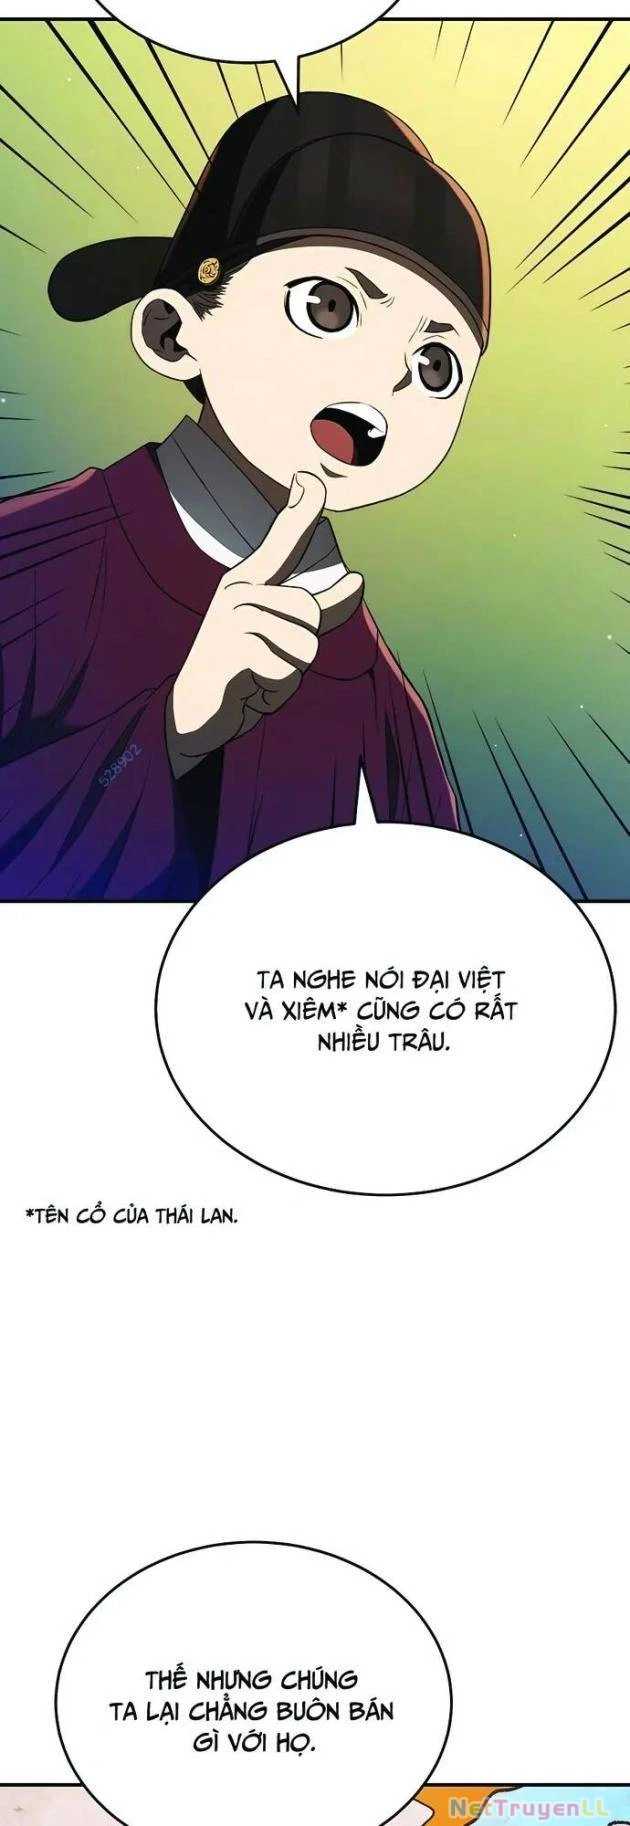 528902
TA NGHE NÓI ĐẠI VIỆT
VÀ XIÊM* CŨNG CÓ RẤT
NHIỀU TRÂU.
*TÊN CỔ CỦA THÁI LAN.
THẾ NHƯNG CHÚNG
TA LẠI CHẲNG BUÔN BÁN
GÌ VỚI HỌ.
NetTruyenLL